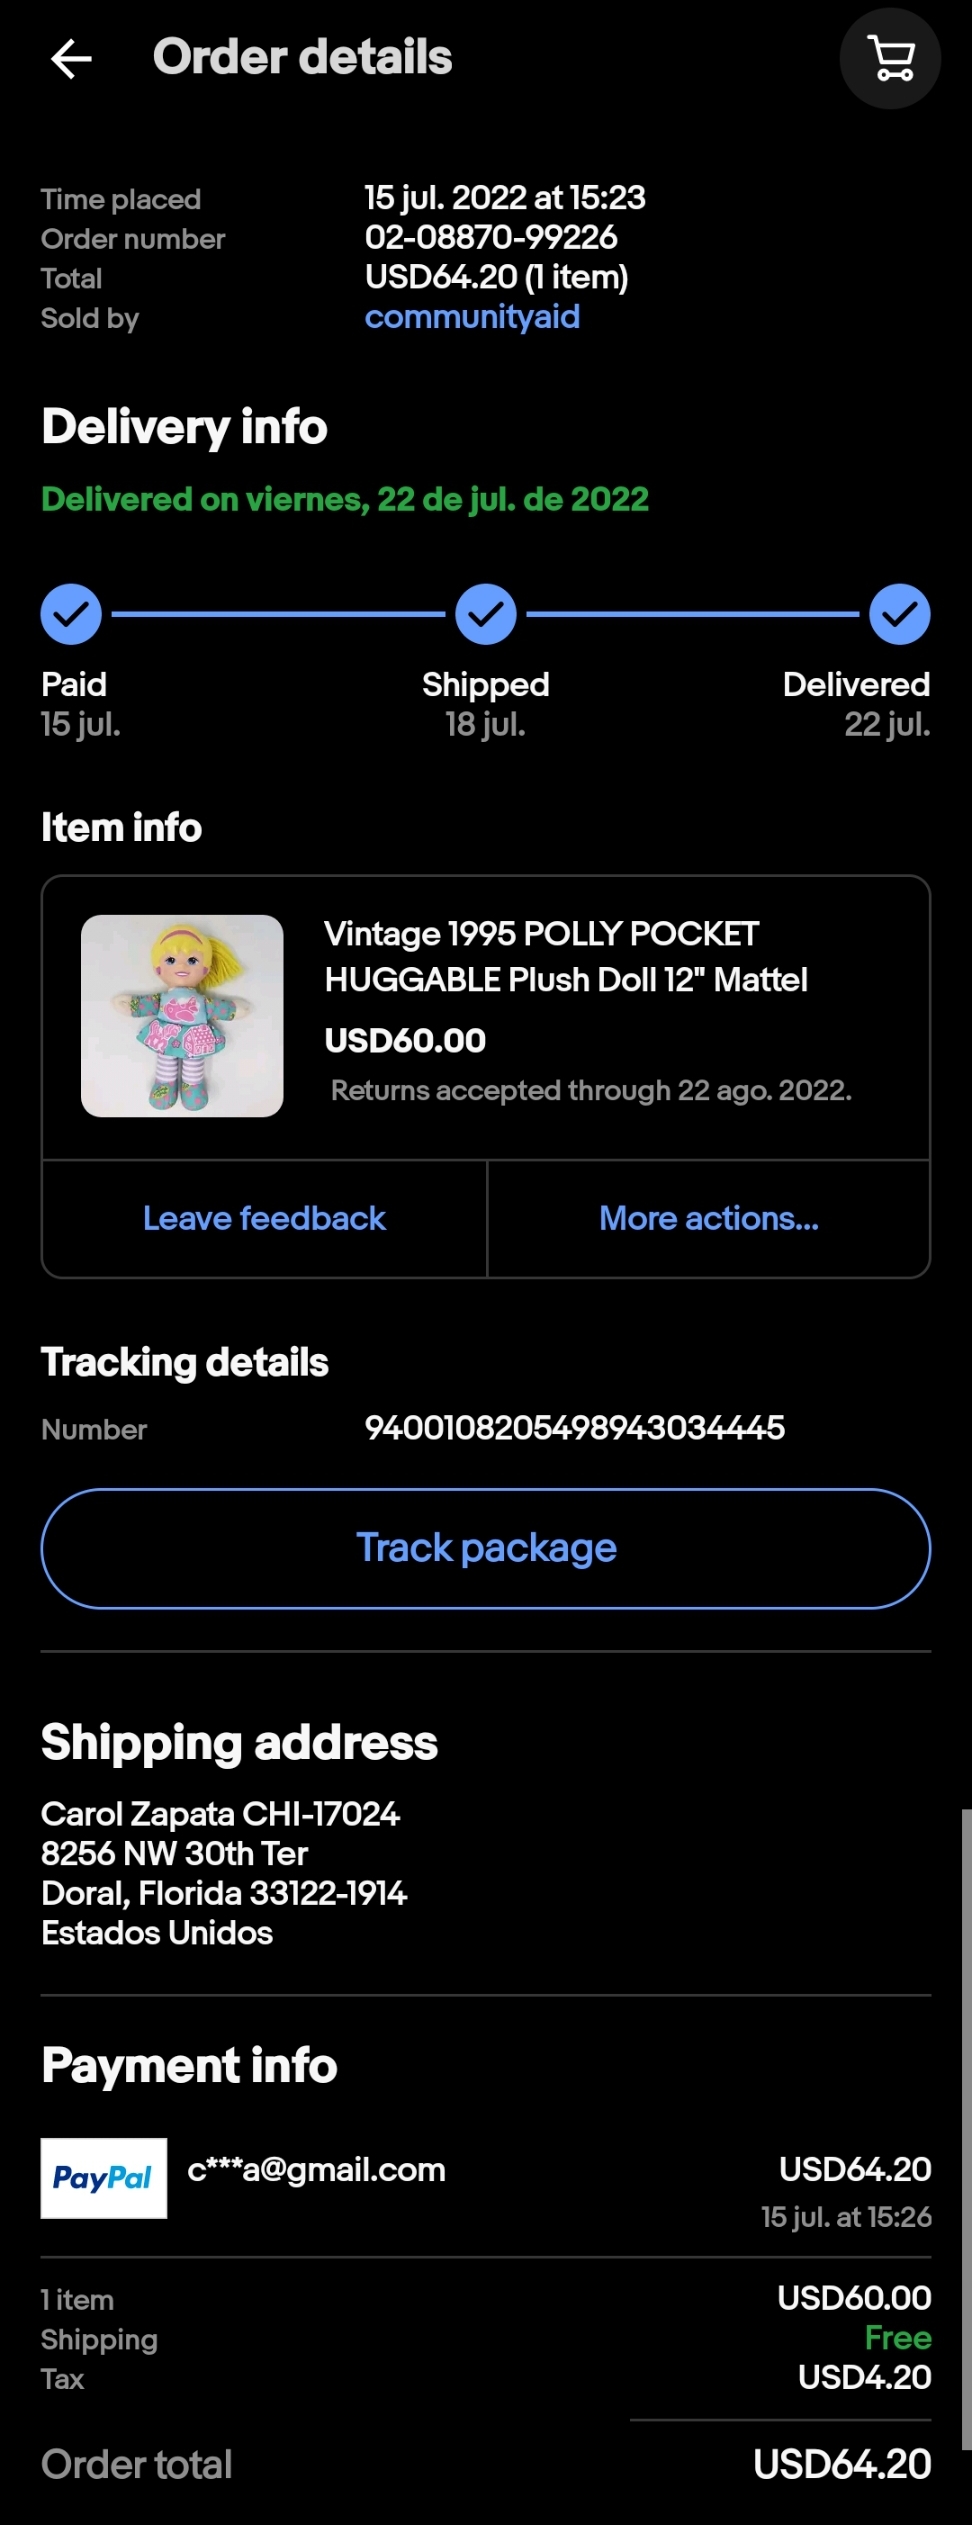 Order details
Time placed 15 jul. 2022 at 15:23
Order number 02-08870-99226
Total USD64.20 (1 item)
Sold by communityaid
Delivery info
Delivered on viernes, 22 de jul. de 2022
Paid Shipped Delivered
15 jul. 18 jul. 22 jul.
Item info
Vintage 1995 POLLY POCKET
HUGGABLE Plush Doll 12" Mattel
USD60.00
Returns accepted through 22 ago. 2022.
Leave feedback More actions...
Tracking details
Number 9400108205498943034445
Track package
Shipping address
Carol Zapata CHI-17024
8256 NW 30th Ter
Doral, Florida 33122-1914
Estados Unidos
Payment info
PayPal c***a@gmail.com USD64.20
15 jul. at 15:26
1 item USD60.00
Shipping Free
Tax USD4.20
Order total USD64.20